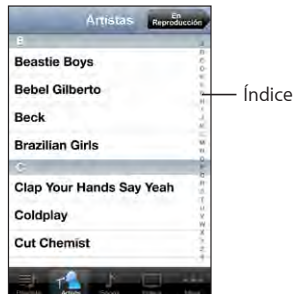 Artistas
En
Reproducción
B
Beastie Boys
Bebel Gilberto
Índice
Beck
Brazilian Girls
C
Clap Your Hands Say Yeah
Coldplay
Cut Chemist